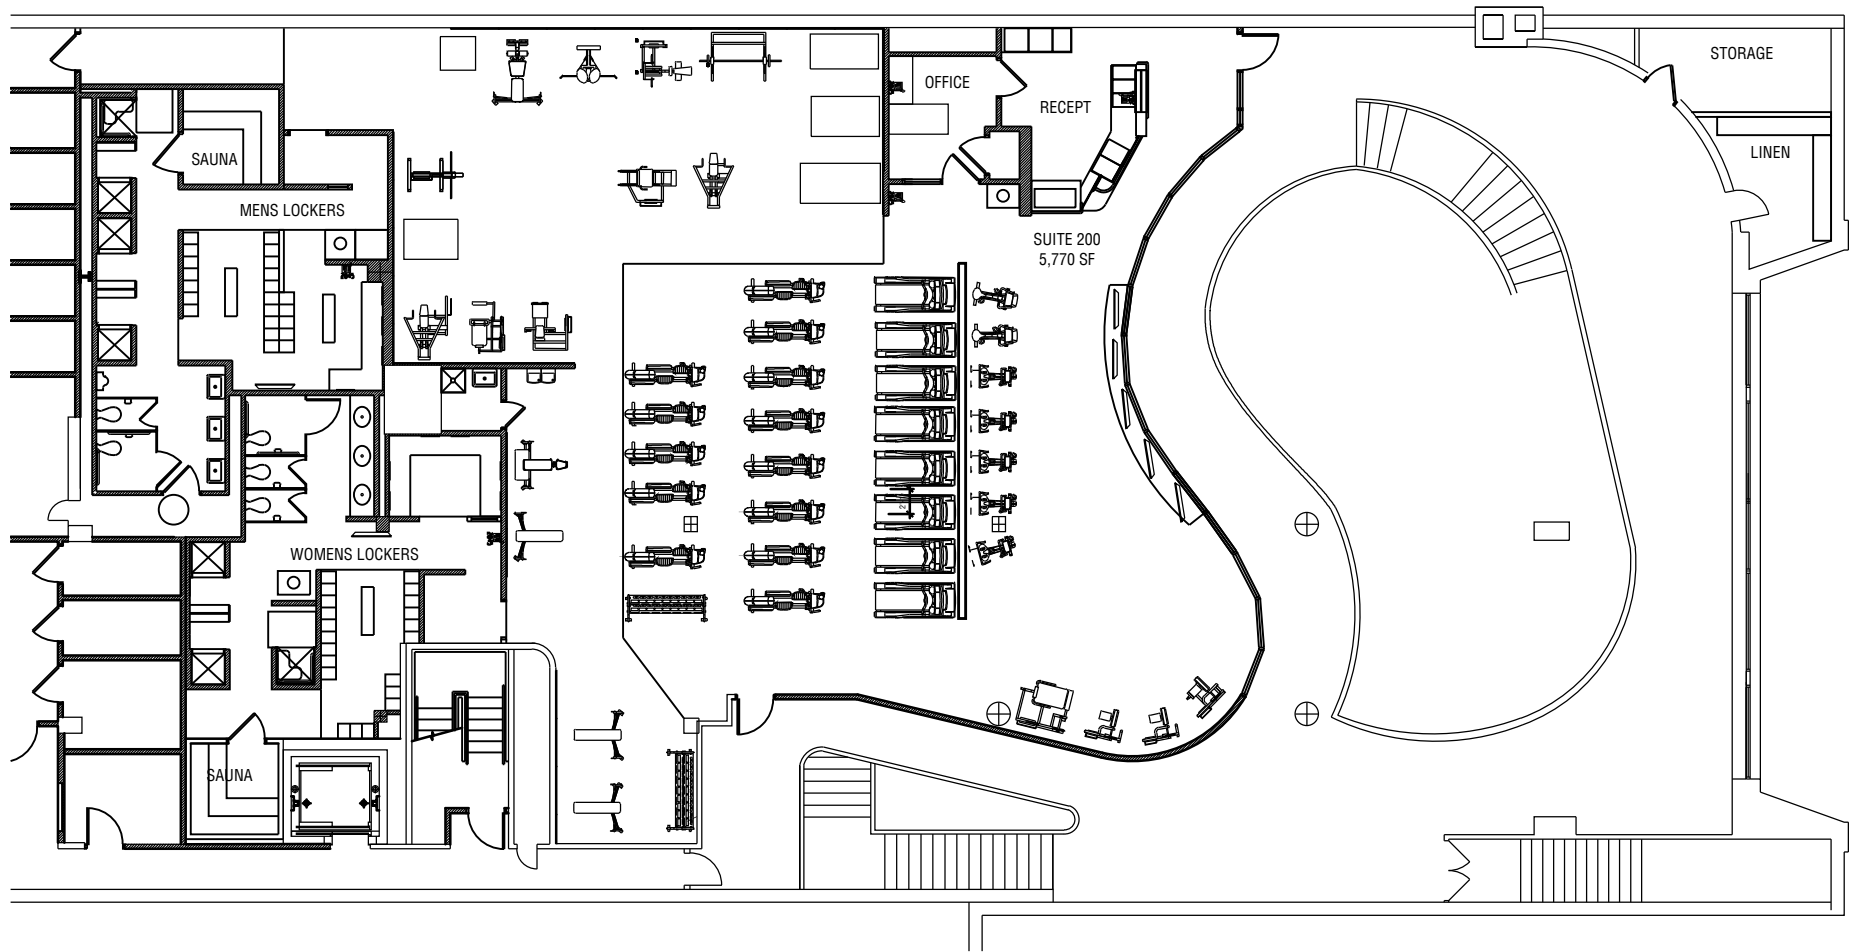 STORAGE
OFFICE
RECEPT
LINEN
SAUNA
MENS LOCKERS
SUITE 200
5,770 SF
WOMENS LOCKERS
SAUNA